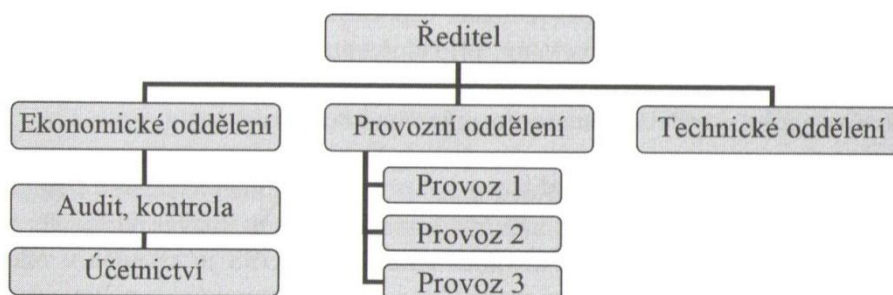 Ředitel
Ekonomické oddělení
Provozní oddělení
Technické oddělení
Audit, kontrola
Účetnictví
Provoz 1
Provoz 2
Provoz 3